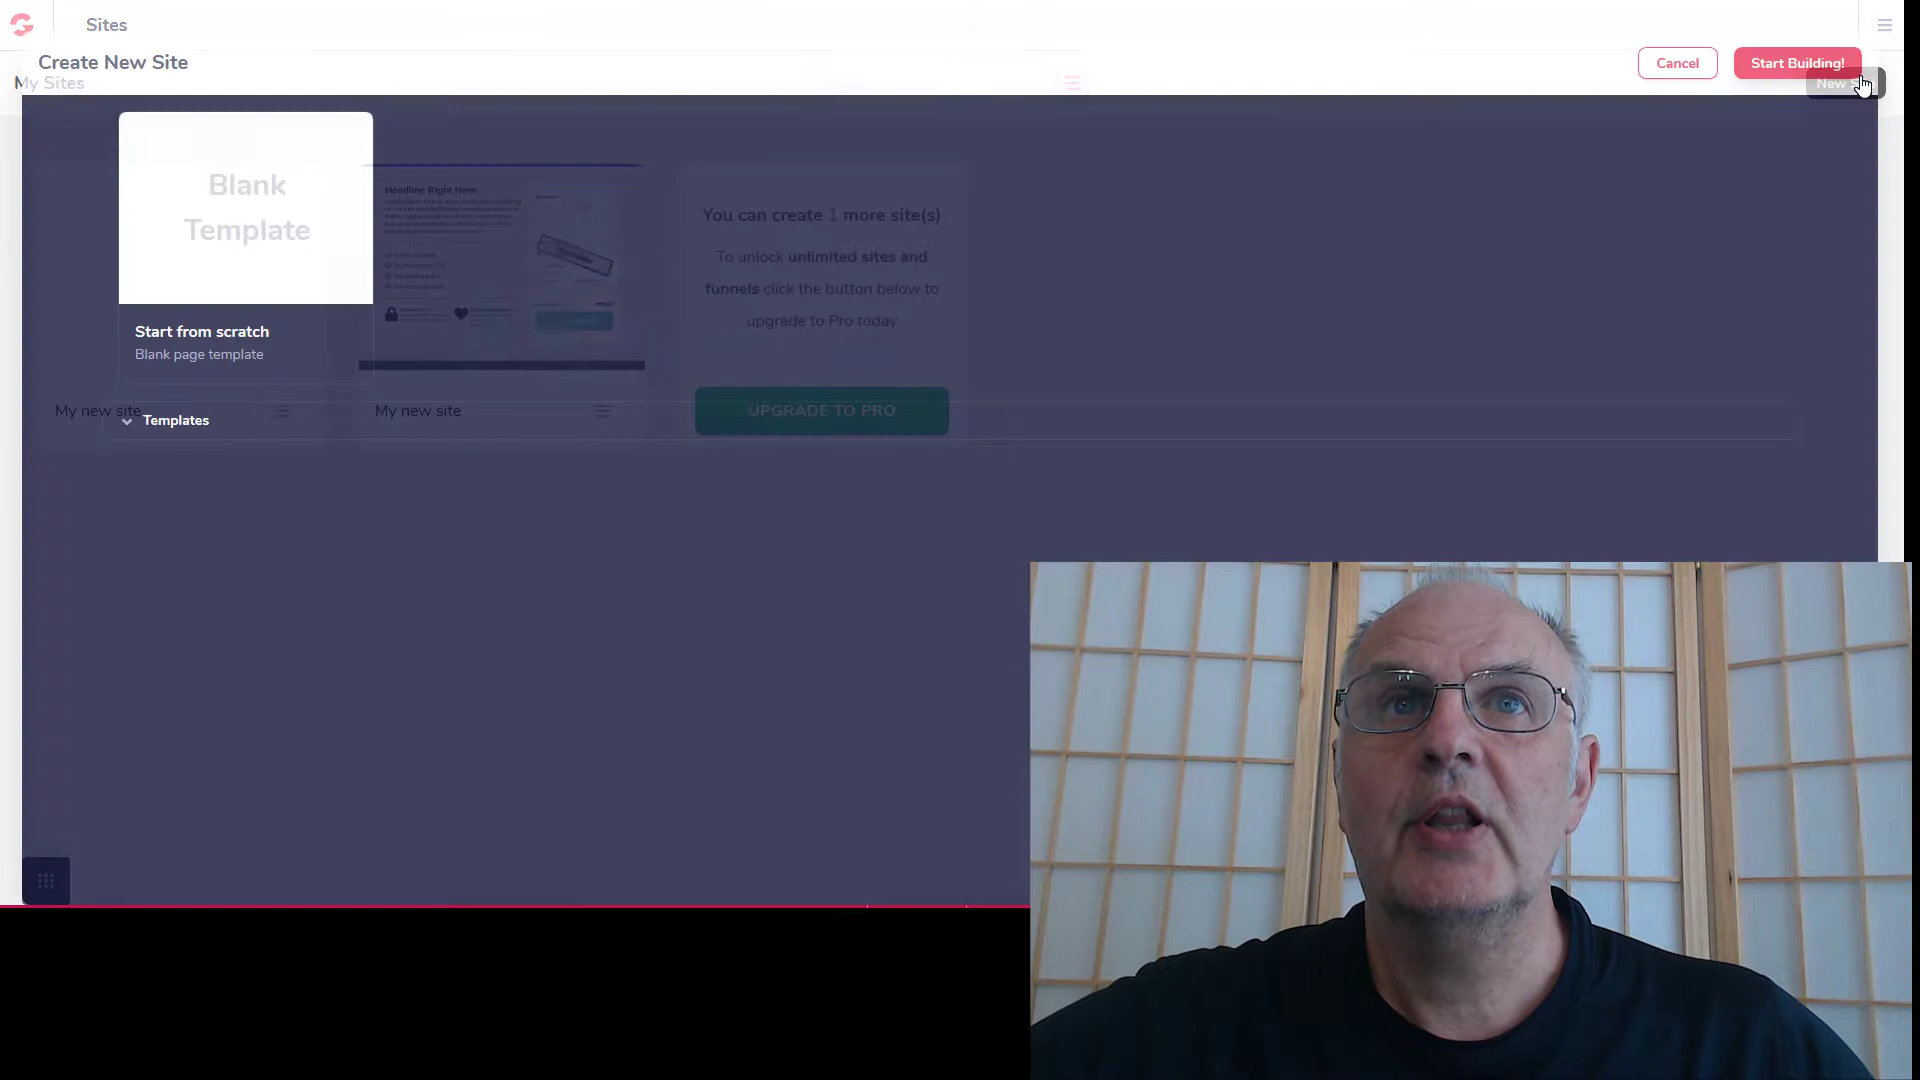 Sites
Create New Site
Cancel
Start Building!
My Sites
New S
Blank
Template
Headline Right Here
You can create 1 more site(s)
To unlock unlimited sites and
funnels click the button below to
upgrade to Pro today
Start from scratch
Blank page template
My new site
My new site
UPGRADE TO PRO
Templates